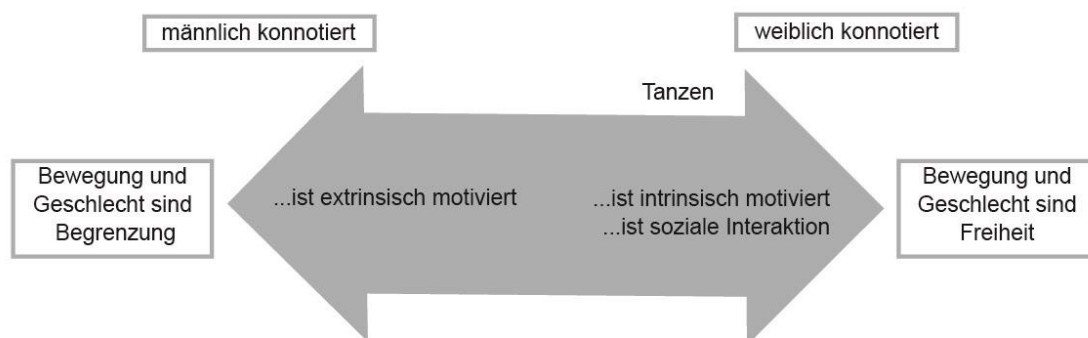 männlich konnotiert
weiblich konnotiert
Tanzen
Bewegung und
Geschlecht sind
Begrenzung
...ist extrinsisch motiviert
...ist intrinsisch motiviert
...ist soziale Interaktion
Bewegung und
Geschlecht sind
Freiheit